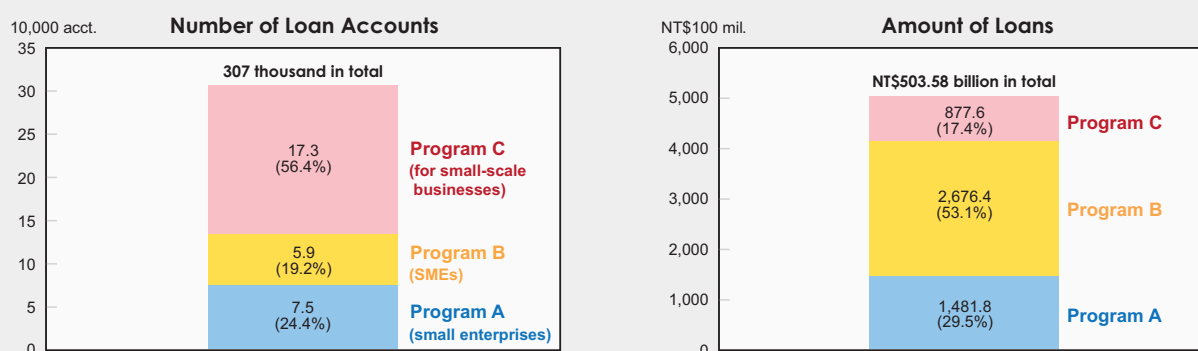 Number of Loan Accounts
10,000 acct.
35
30
25
20
15
10
5
0
307 thousand in total
17.3
(56.4%)
Program C
(for small-scale
businesses)
5.9
(19.2%)
Program B
(SMEs)
7.5
(24.4%)
Program A
(small enterprises)
Amount of Loans
NT$100 mil.
6,000
5,000
4,000
3,000
2,000
1,000
0
NT$503.58 billion in total
877.6
(17.4%)
Program C
2,676.4
(53.1%)
Program B
1,481.8
(29.5%)
Program A